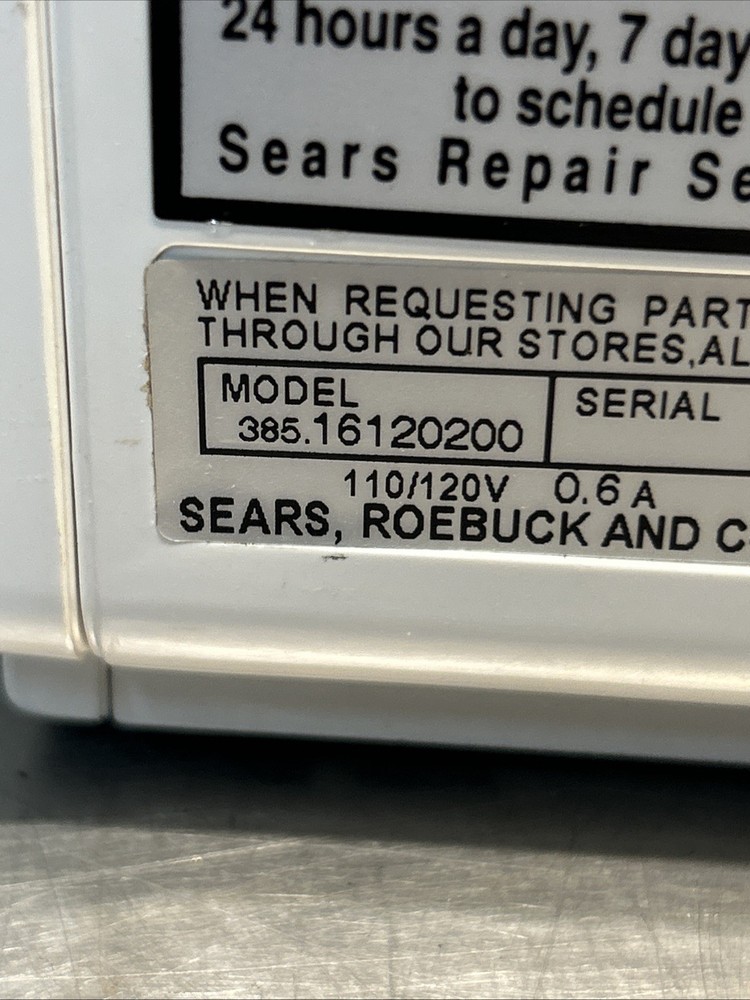 24 hours a day, 7 day
to schedule
Sears Repair Se
WHEN REQUESTING PART
THROUGH OUR STORES,AL
MODEL
385.16120200
SERIAL
110/120V 0.6 A
SEARS, ROEBUCK AND C